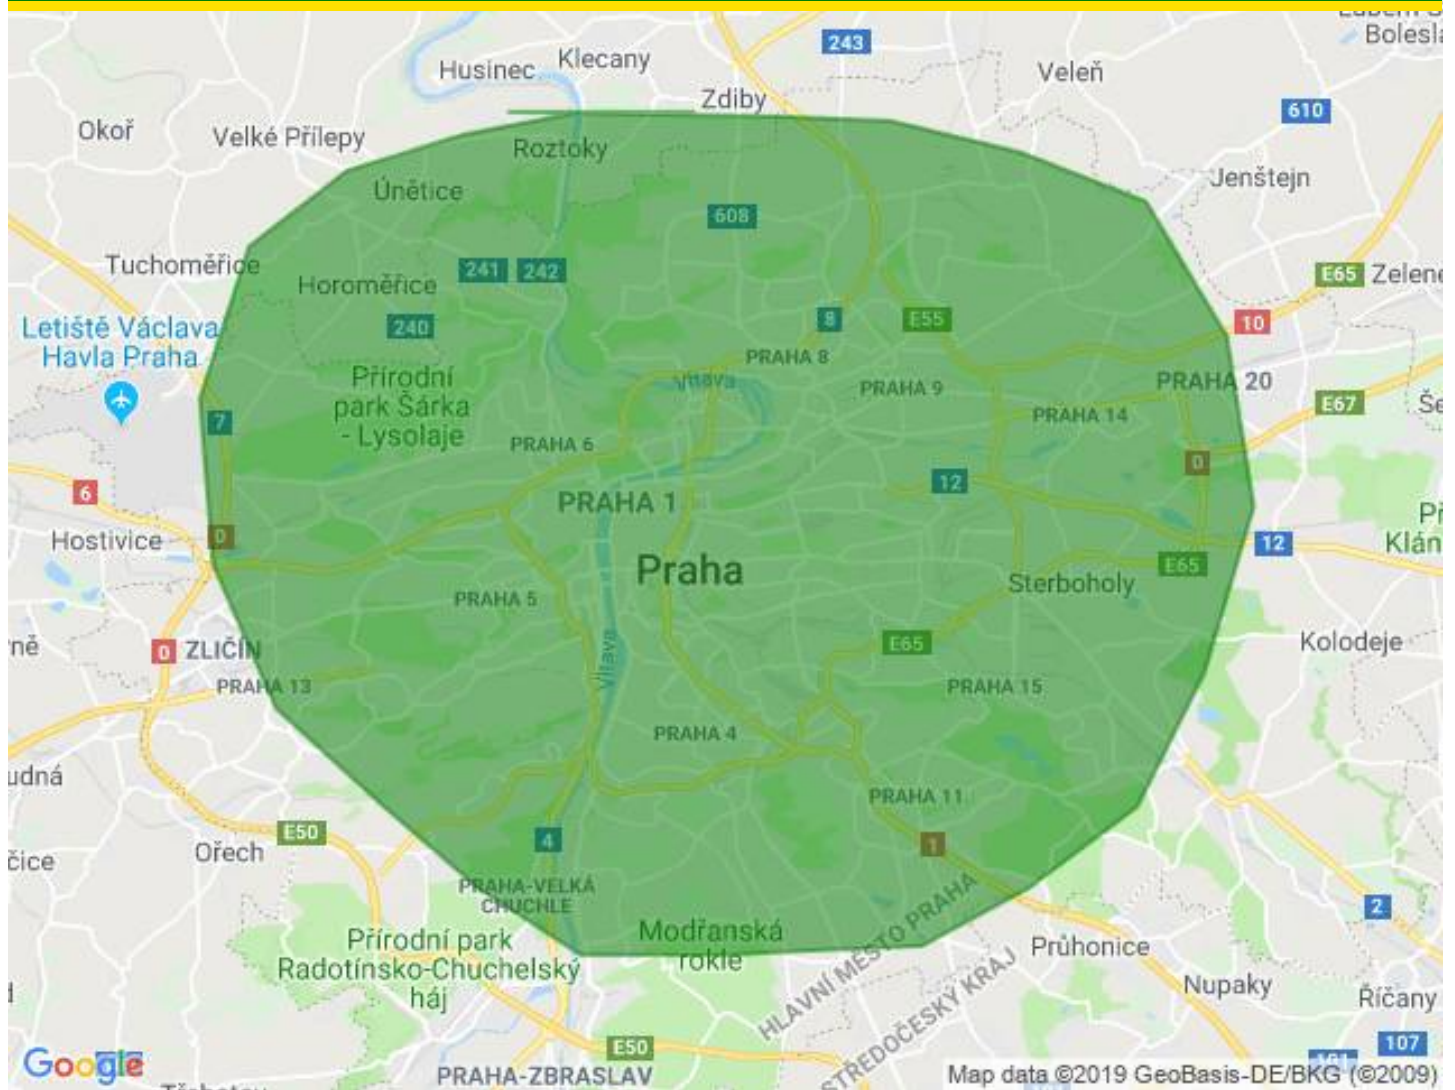 243
Klecany
Husinec
Veleň
Zdiby
610
Okoř
Velké Přílepy
Roztoky
Jenštejn
Únětice
608
Tuchoměřice
241
242
E65
Horoměřice
Letiště Václava
Havla Praha
240
8
E55
10
PRAHA 8
Přírodní
park Šárka
- Lysolaje
Vltava
PRAHA 9
PRAHA 20
E67
7
PRAHA 14
PRAHA 6
0
6
PRAHA 1
12
0
Hostivice
12
Praha
E65
Sterboholy
PRAHA 5
E65
Kolodeje
0
ZLIČÍN
Vltava
PRAHA 13
PRAHA 15
PRAHA 4
PRAHA 11
E50
4
1
Ořech
PRAHA-VELKÁ
CHUCHLE
2
Přírodní park
Radotínsko-Chuchelský
háj
Modřanská
rokle
HLAVNÍ MĚSTO PRAHA
STŘEDOČESKÝ KRAJ
Průhonice
Nupaky
Říčany
E50
107
Google
PRAHA-ZBRASLAV
Map data ©2019 GeoBasis-DE/BKG (©2009)